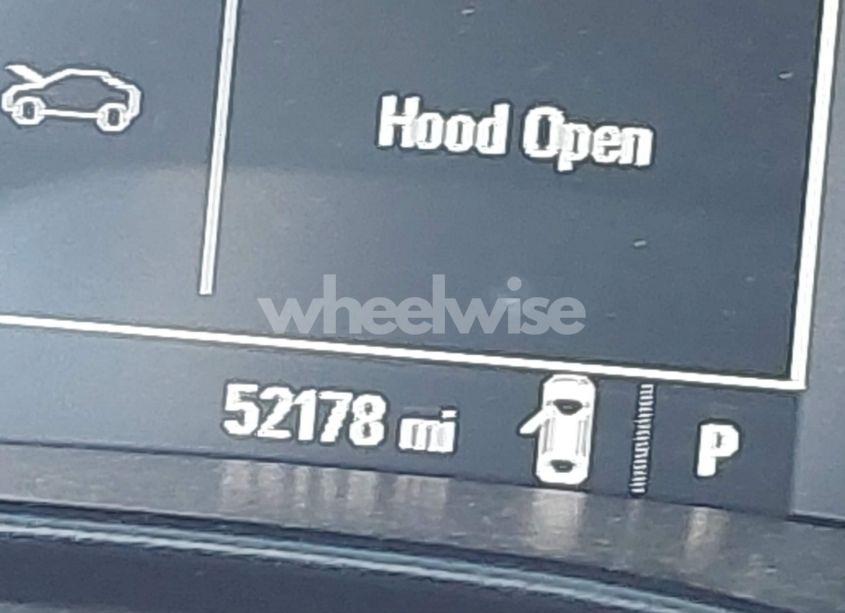 Hood Open
wheelwise
52178 mi
P